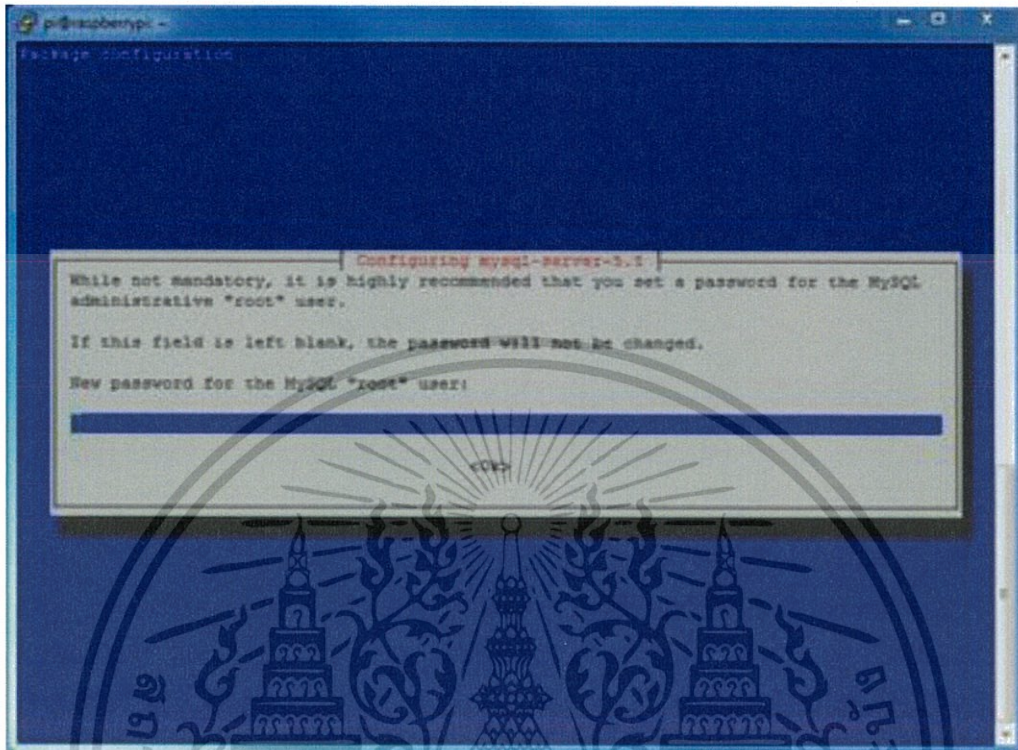 pi@raspberrypi: ~
Package configuration
Configuring mysql-server-5.5
While not mandatory, it is highly recommended that you set a password for the MySQL
administrative "root" user.
If this field is left blank, the password will not be changed.
New password for the MySQL "root" user:
<Ok>